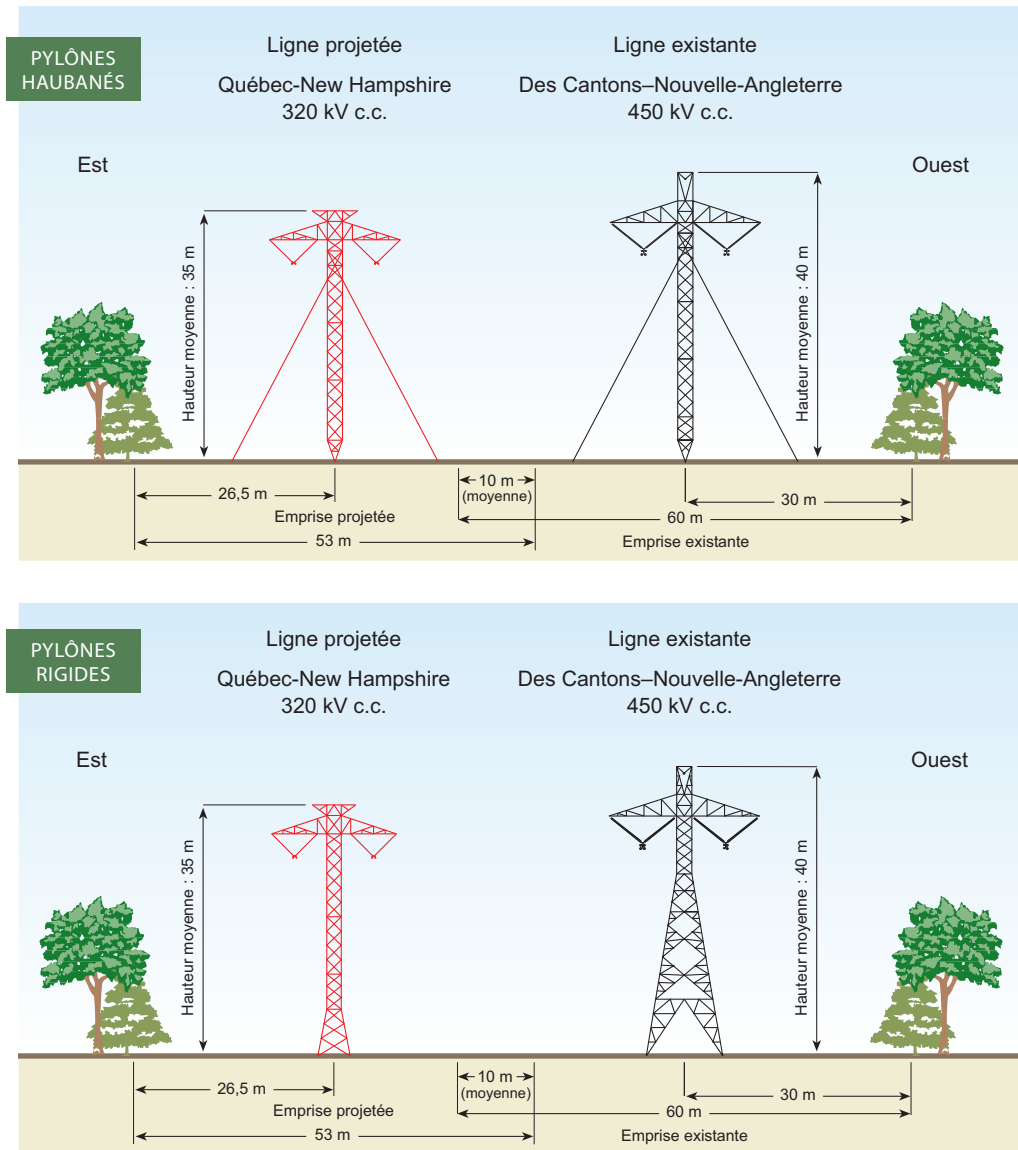 PYLÔNES
HAUBANÉS
Ligne projetée
Québec-New Hampshire
320 kV c.c.
Ligne existante
Des Cantons–Nouvelle-Angleterre
450 kV c.c.
Est
Ouest
Hauteur moyenne : 35 m
Hauteur moyenne : 40 m
26,5 m
10 m
(moyenne)
30 m
Emprise projetée
60 m
53 m
Emprise existante
PYLÔNES
RIGIDES
Ligne projetée
Québec-New Hampshire
320 kV c.c.
Ligne existante
Des Cantons–Nouvelle-Angleterre
450 kV c.c.
Est
Ouest
Hauteur moyenne : 35 m
Hauteur moyenne : 40 m
26,5 m
10 m
(moyenne)
30 m
Emprise projetée
60 m
53 m
Emprise existante